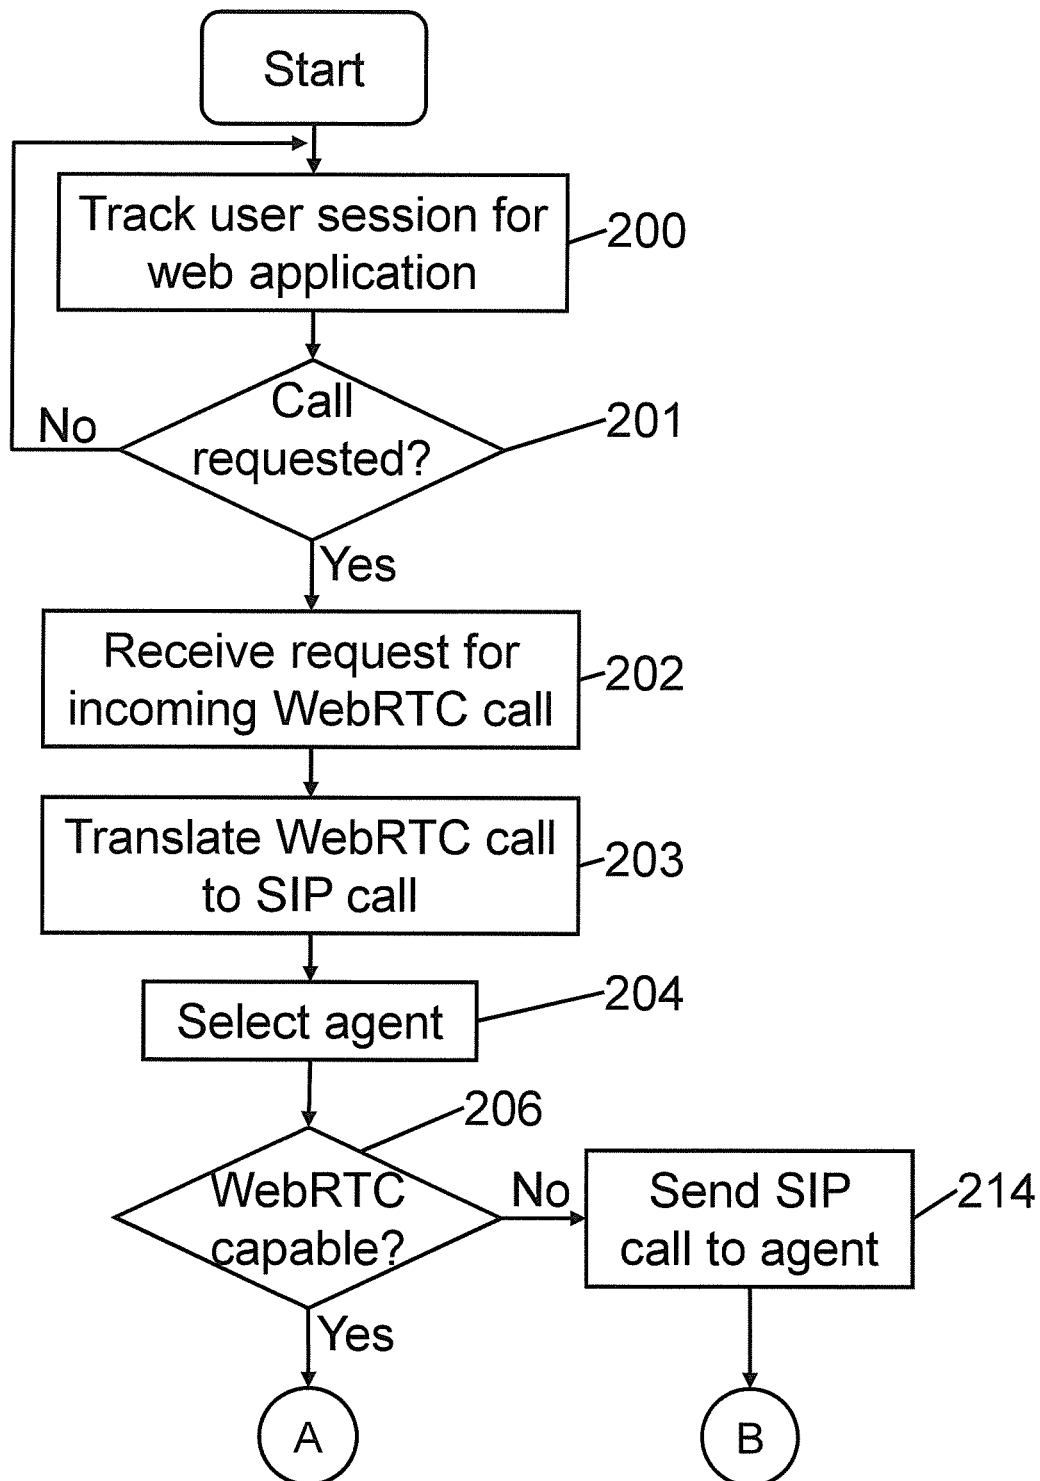 Start
Track user session for
web application
200
Call
requested?
201
No
Yes
Receive request for
incoming WebRTC call
202
Translate WebRTC call
to SIP call
203
Select agent
204
206
WebRTC
capable?
No
Send SIP
call to agent
214
Yes
A
B